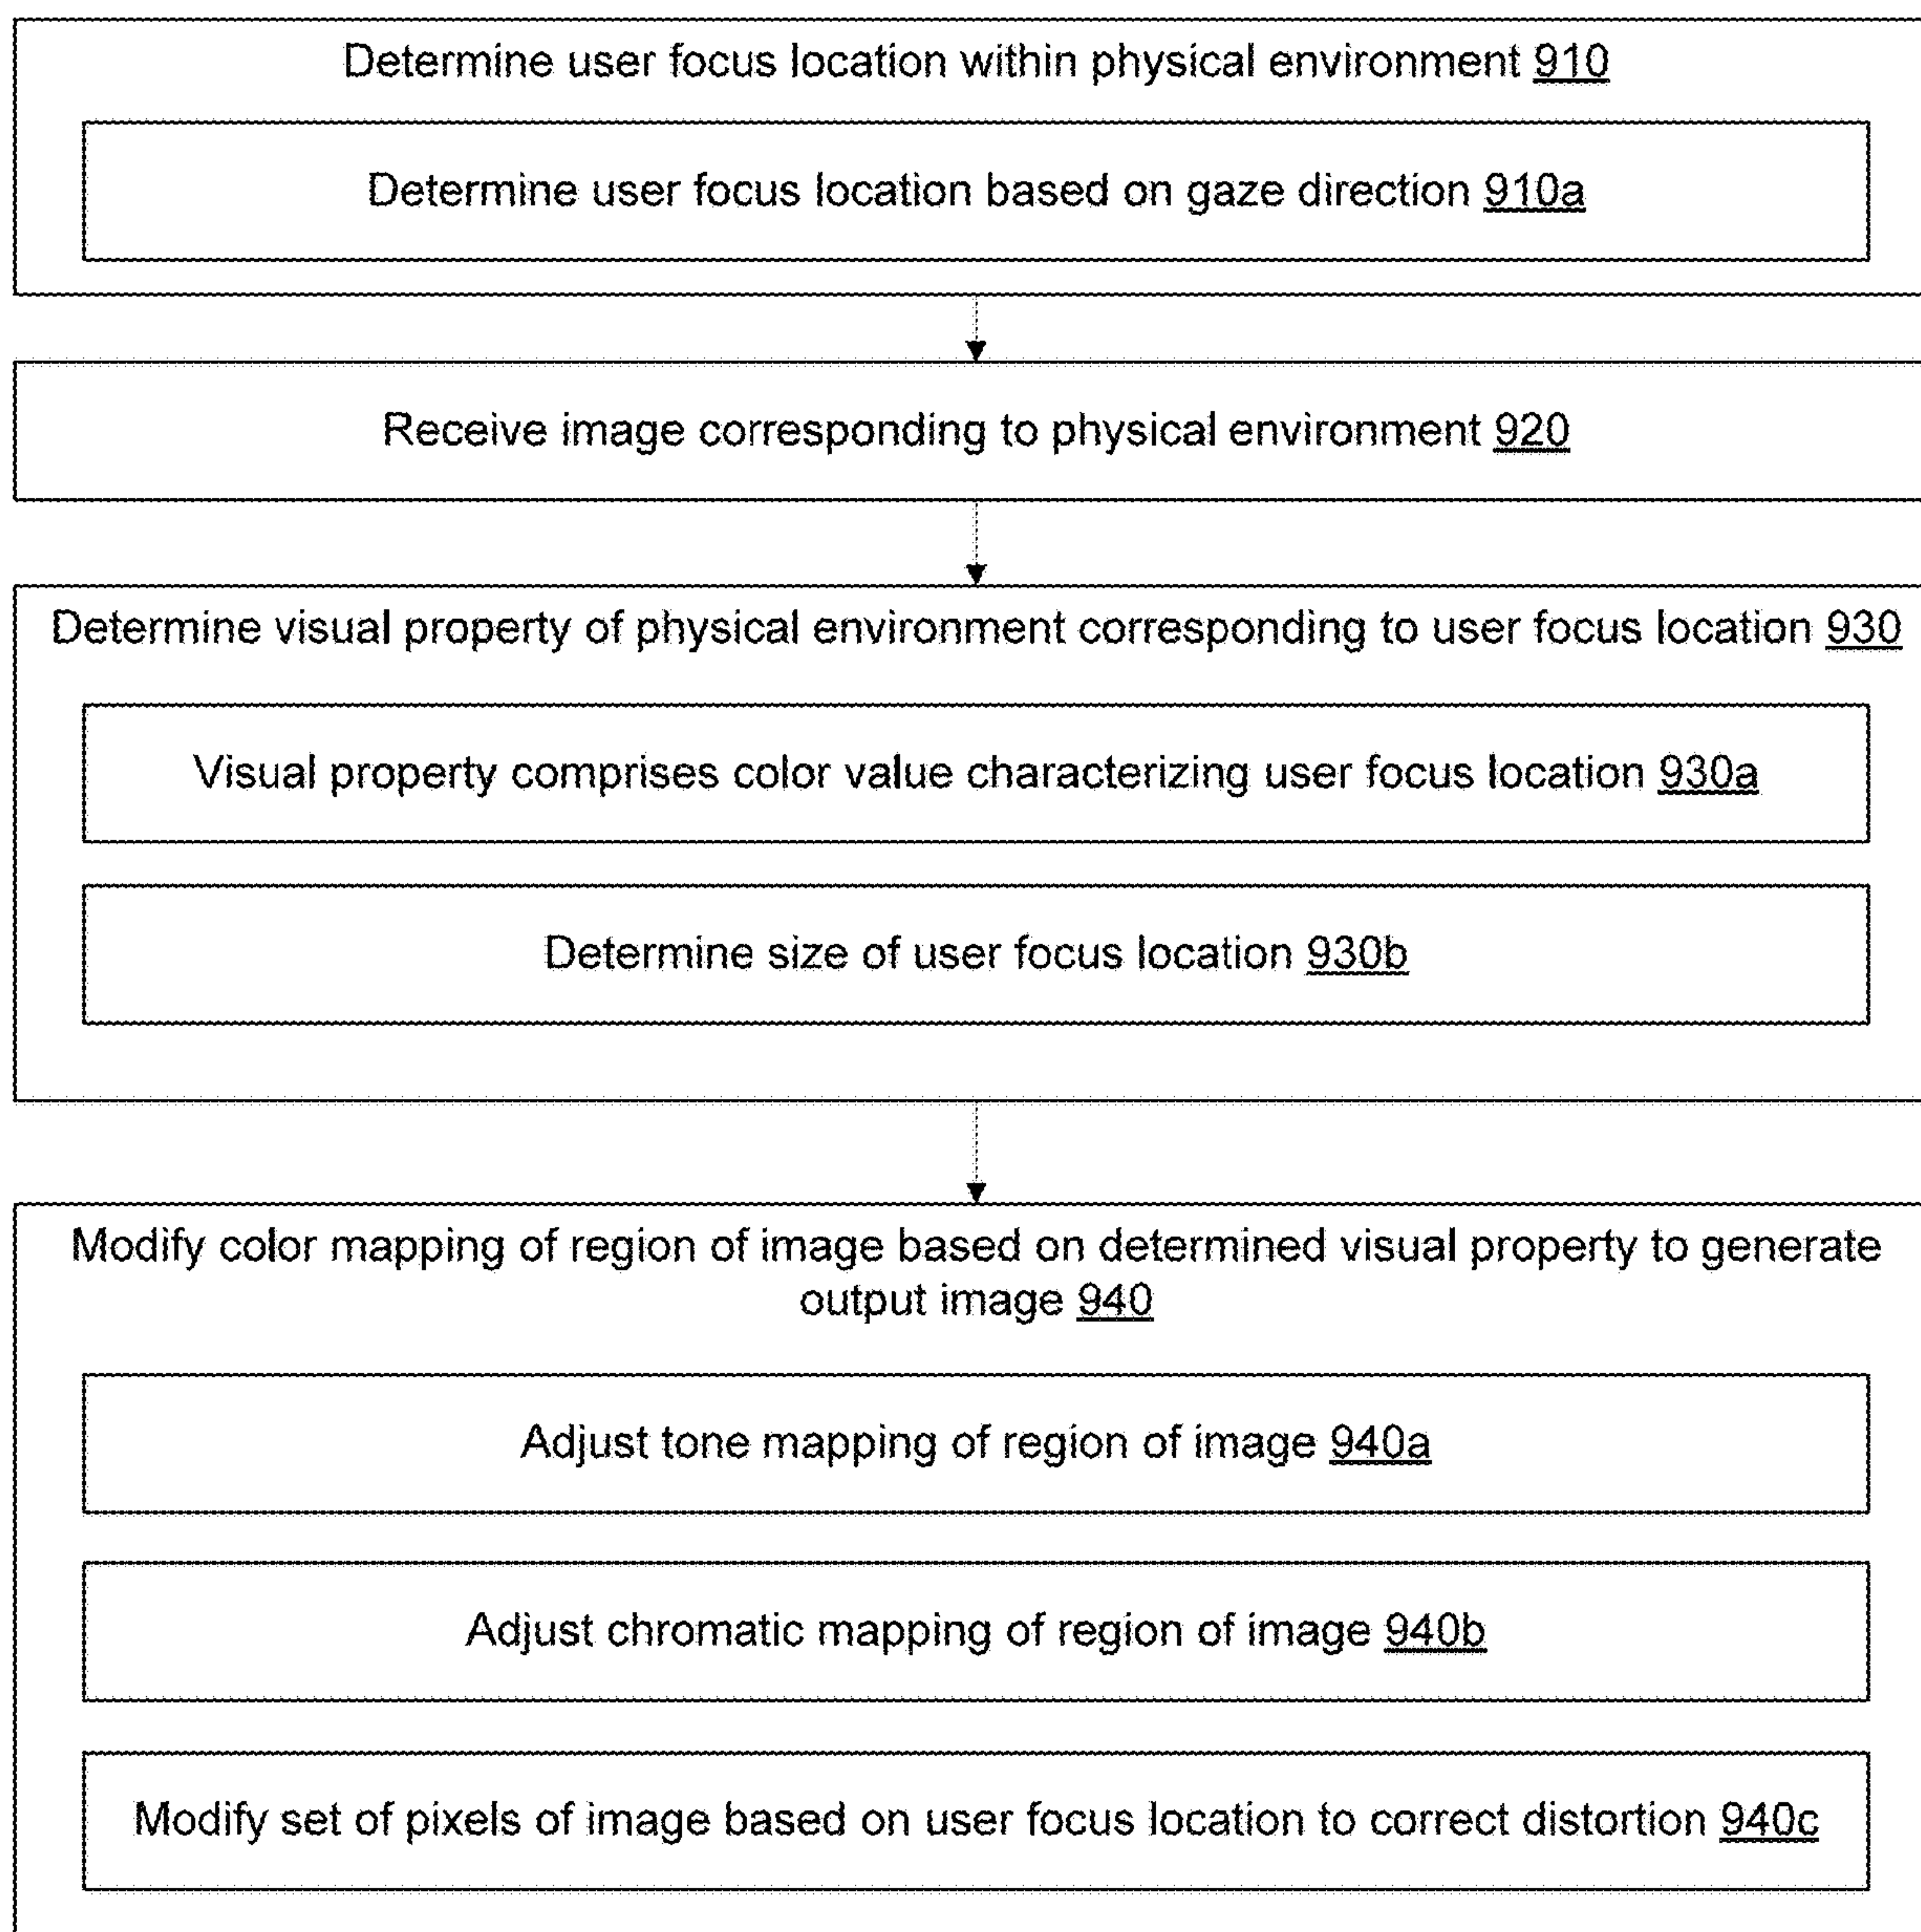 Determine user focus location within physical environment 910
Determine user focus location based on gaze direction 910a
Receive image corresponding to physical environment 920
Determine visual property of physical environment corresponding to user focus location 930
Visual property comprises color value characterizing user focus location 930a
Determine size of user focus location 930b
Modify color mapping of region of image based on determined visual property to generate
output image 940
Adjust tone mapping of region of image 940a
Adjust chromatic mapping of region of image 940b
Modify set of pixels of image based on user focus location to correct distortion 940c